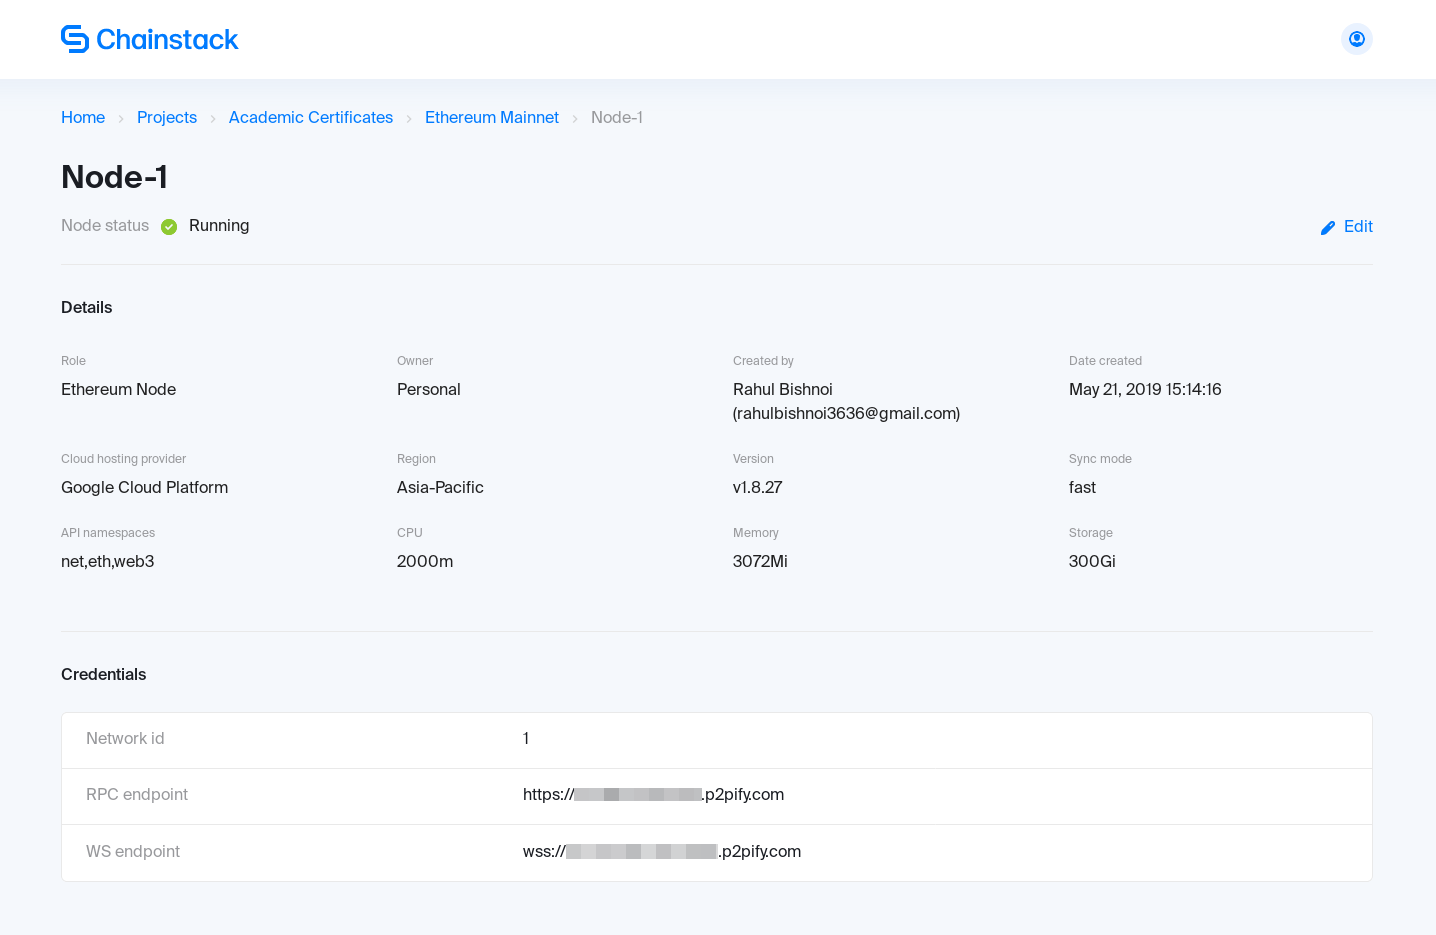 Chainstack
Home > Projects > Academic Certificates > Ethereum Mainnet > Node-1
Node-1
Node status Running
Edit
Details
Role Owner Created by Date created
Ethereum Node Personal Rahul Bishnoi May 21, 2019 15:14:16
(rahulbishnoi3636@gmail.com)
Cloud hosting provider Region Version Sync mode
Google Cloud Platform Asia-Pacific v1.8.27 fast
API namespaces CPU Memory Storage
net,eth,web3 2000m 3072Mi 300Gi
Credentials
Network id 1
RPC endpoint https:// .p2pify.com
WS endpoint wss:// .p2pify.com